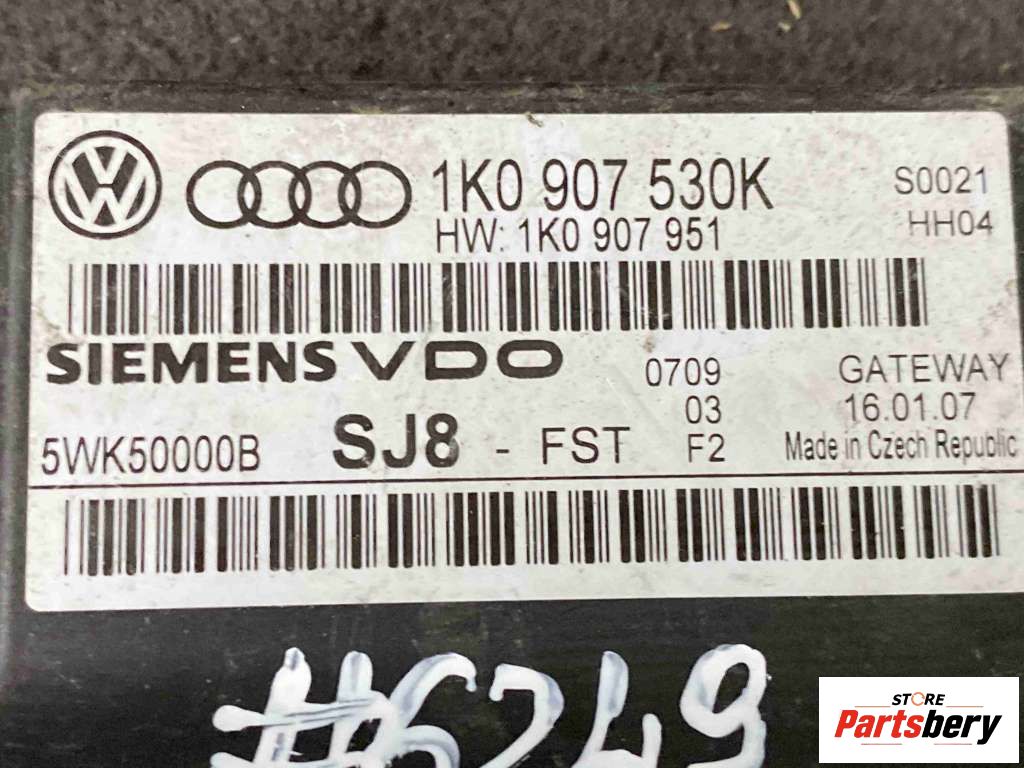 1K0 907 530K S0021
HW: 1K0 907 951 HH04
SIEMENS VDO 0709 GATEWAY
03 16.01.07
5WK50000B SJ8 - FST F2 Made in Czech Republic
#6249
STORE
Partsbery